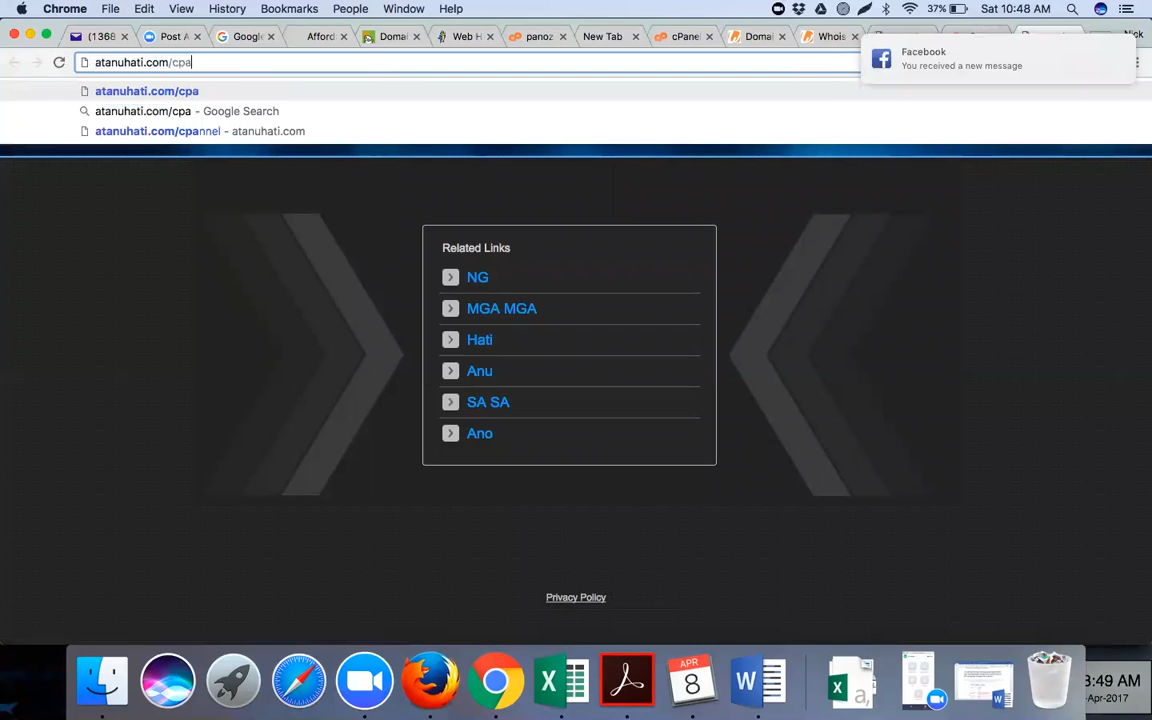 Chrome File Edit View History Bookmarks People Window Help 37% Sat 10:48 AM
(1368 Post A Google Afford Domai Web H panoz New Tab cPanel Domai Whois Nick
atanuhati.com/cpa
Facebook
You received a new message
atanuhati.com/cpa
atanuhati.com/cpa - Google Search
atanuhati.com/cpannel - atanuhati.com
Related Links
NG
MGA MGA
Hati
Anu
SA SA
Ano
Privacy Policy
APR
8
a,
3:49 AM
-Apr-2017